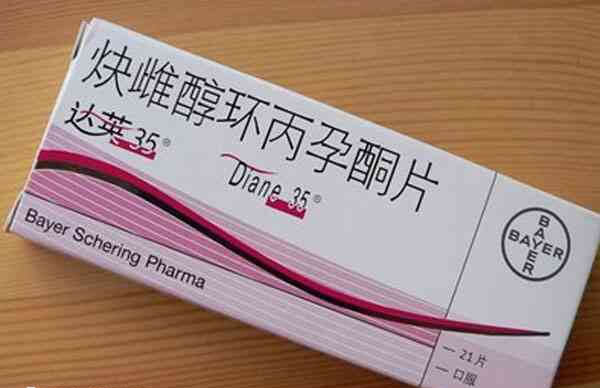 炔雌醇环丙孕酮片
达英-35®
Diane-35®
Bayer Schering Pharma
BAYER
BAYER
— 21片
— 口服